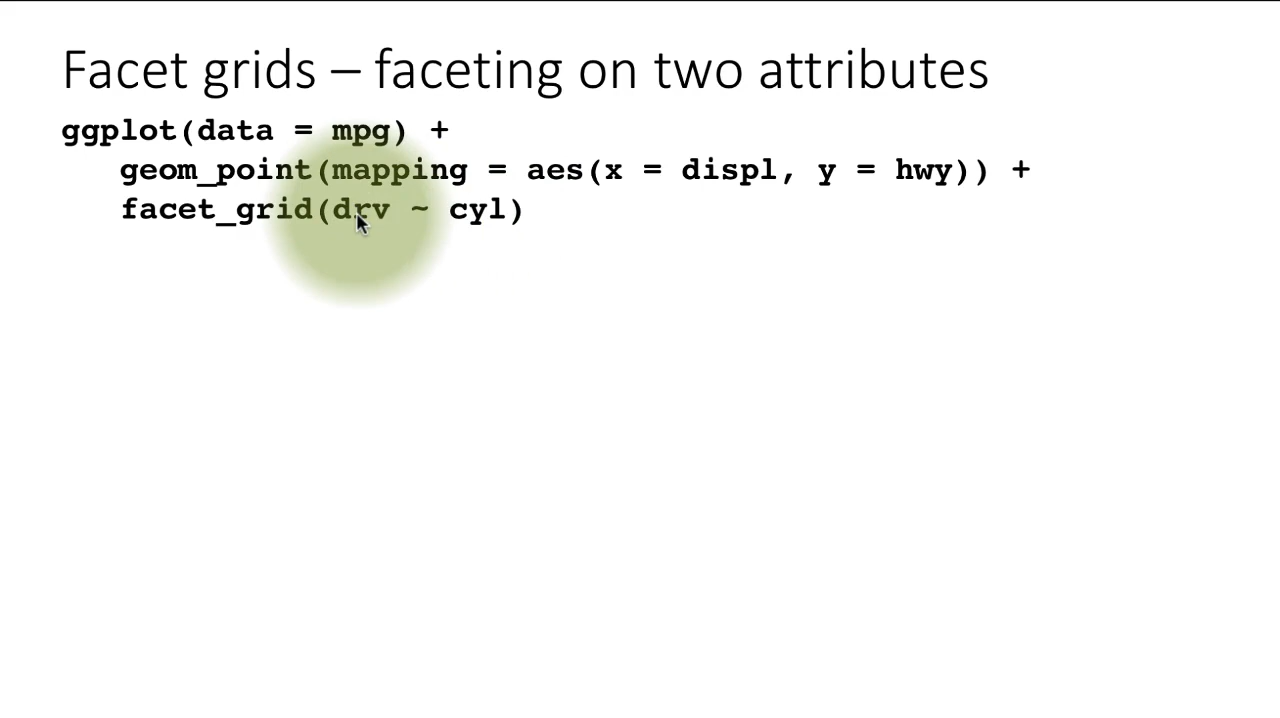 Facet grids – faceting on two attributes
ggplot(data = mpg) +
geom_point(mapping = aes(x = displ, y = hwy)) +
facet_grid(drv ~ cyl)